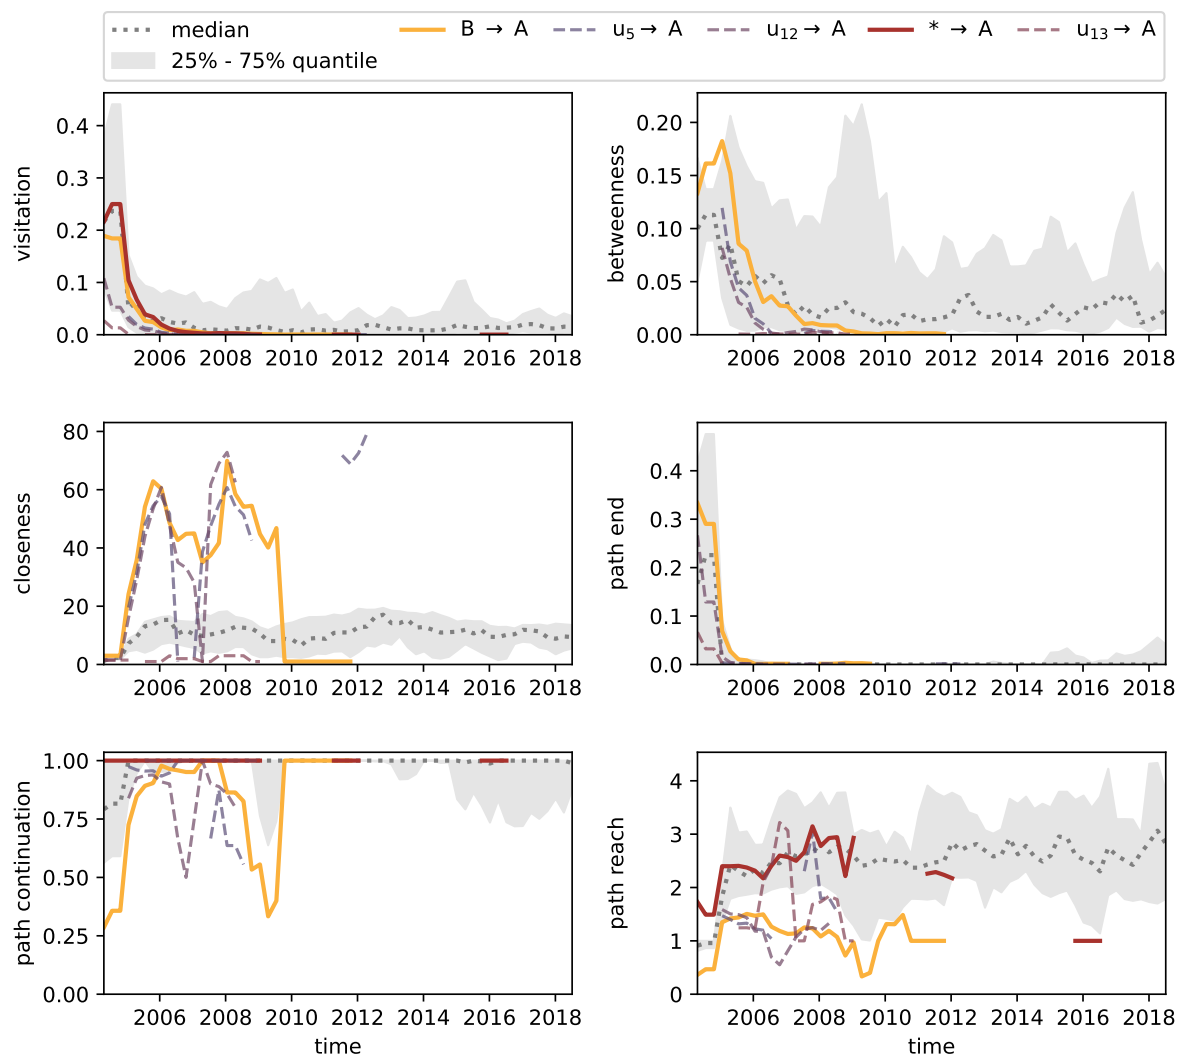 median B → A u5→ A u12→ A * → A u13→ A
25% - 75% quantile
visitation
0.4
0.3
0.2
0.1
0.0
2006 2008 2010 2012 2014 2016 2018
betweenness
0.20
0.15
0.10
0.05
0.00
2006 2008 2010 2012 2014 2016 2018
closeness
80
60
40
20
0
2006 2008 2010 2012 2014 2016 2018
path end
0.4
0.3
0.2
0.1
0.0
2006 2008 2010 2012 2014 2016 2018
path continuation
1.00
0.75
0.50
0.25
0.00
2006 2008 2010 2012 2014 2016 2018
time
path reach
4
3
2
1
0
2006 2008 2010 2012 2014 2016 2018
time